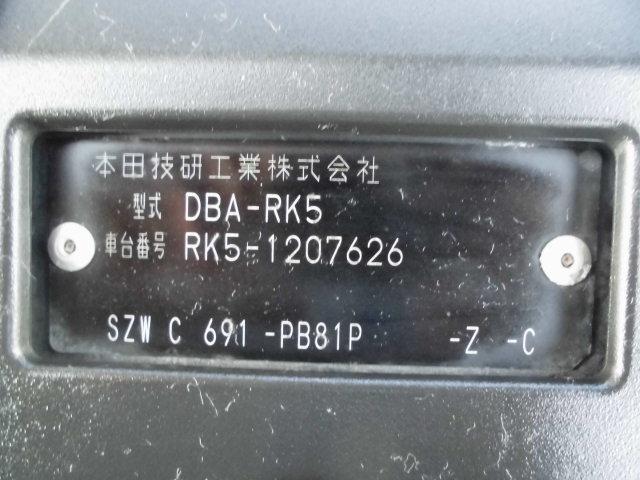 本田技研工業株式会社
型式 DBA-RK5
車台番号 RK5-1207626
SZW C 691 -PB81P -Z -C